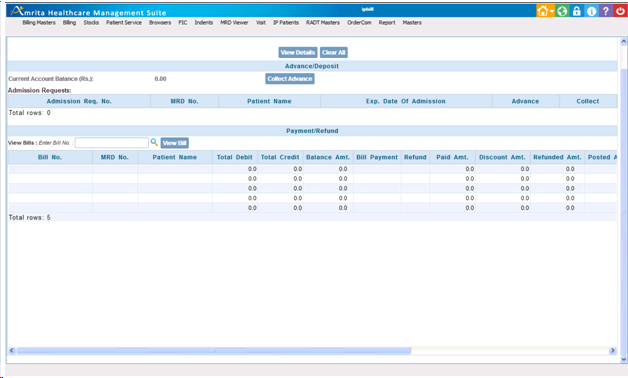 Amrita Healthcare Management Suite
Billing Masters Billing Stocks Patient Service Browsers FIC Indents MRD Viewer Visit IP Patients RADT Masters OrderCom Report Masters
View Details Clear All
Advance/Deposit
Current Account Balance (Rs.): 0.00 Collect Advance
Admission Requests:
Admission Req. No. MRD No. Patient Name Exp. Date Of Admission Advance Collect
Total rows: 0
Payment/Refund
View Bills : Enter Bill No. : View Bill
Bill No. MRD No. Patient Name Total Debit Total Credit Balance Amt. Bill Payment Refund Paid Amt. Discount Amt. Refunded Amt. Posted A
0.0 0.0 0.0 0.0 0.0 0.0
0.0 0.0 0.0 0.0 0.0 0.0
0.0 0.0 0.0 0.0 0.0 0.0
0.0 0.0 0.0 0.0 0.0 0.0
0.0 0.0 0.0 0.0 0.0 0.0
Total rows: 5